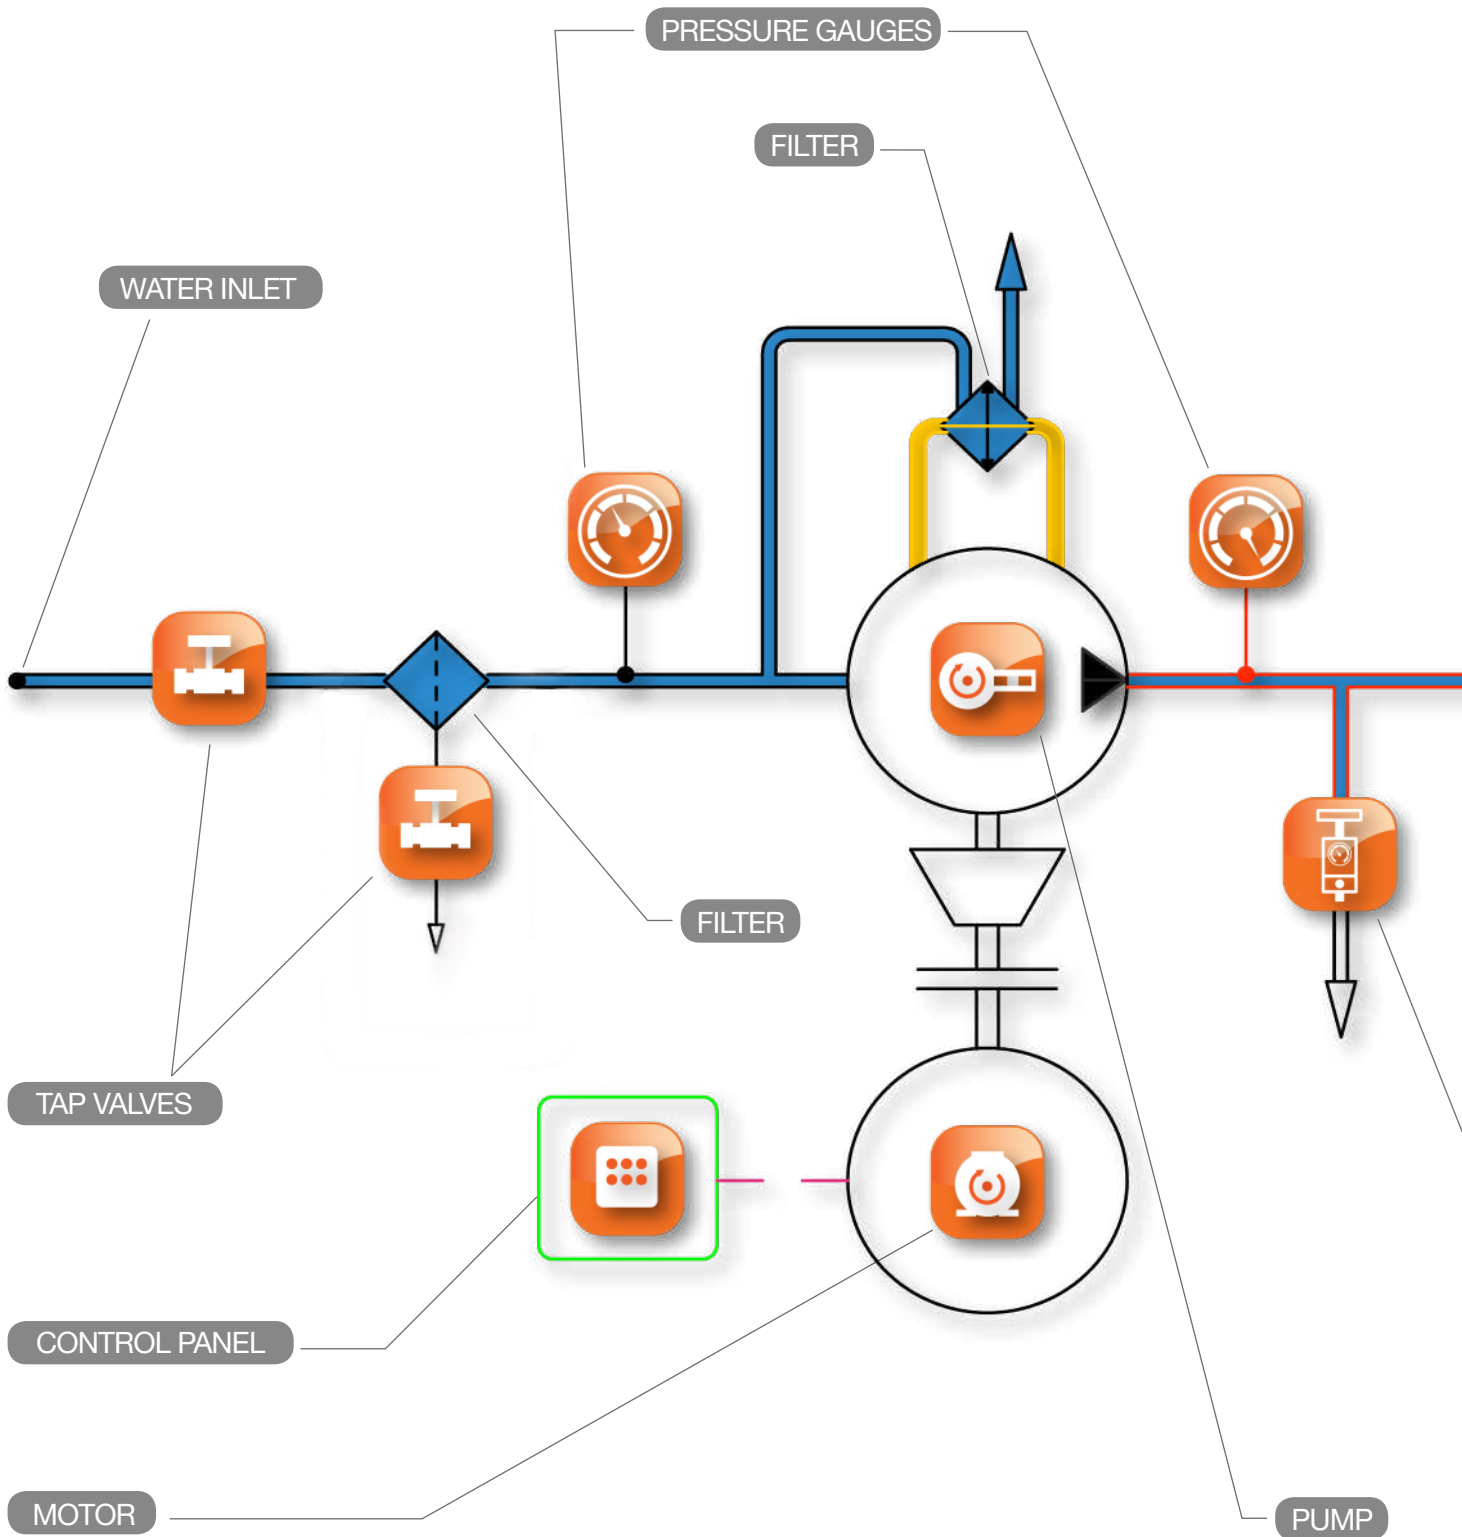 PRESSURE GAUGES
FILTER
WATER INLET
FILTER
TAP VALVES
CONTROL PANEL
MOTOR
PUMP